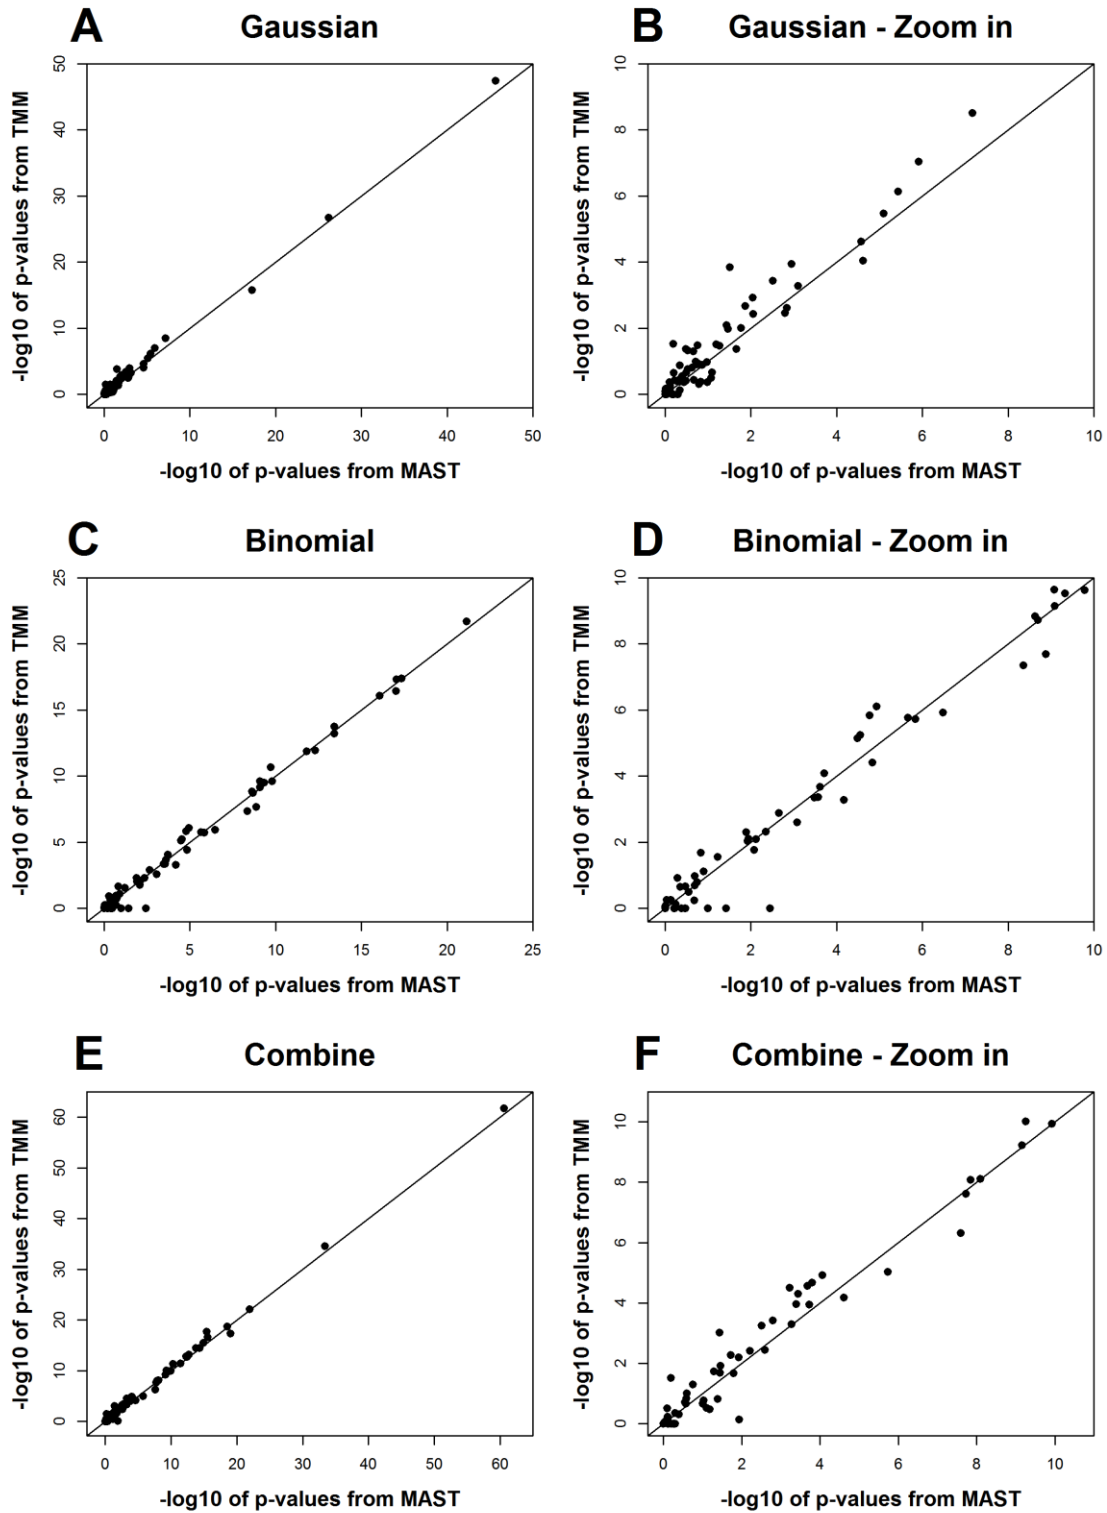 A Gaussian
50
40
30
20
10
0
-log10 of p-values from TMM
0 10 20 30 40 50
-log10 of p-values from MAST
B Gaussian - Zoom in
10
8
6
4
2
0
-log10 of p-values from TMM
0 2 4 6 8 10
-log10 of p-values from MAST
C Binomial
25
20
15
10
5
0
-log10 of p-values from TMM
0 5 10 15 20 25
-log10 of p-values from MAST
D Binomial - Zoom in
10
8
6
4
2
0
-log10 of p-values from TMM
0 2 4 6 8 10
-log10 of p-values from MAST
E Combine
60
50
40
30
20
10
0
-log10 of p-values from TMM
0 10 20 30 40 50 60
-log10 of p-values from MAST
F Combine - Zoom in
10
8
6
4
2
0
-log10 of p-values from TMM
0 2 4 6 8 10
-log10 of p-values from MAST